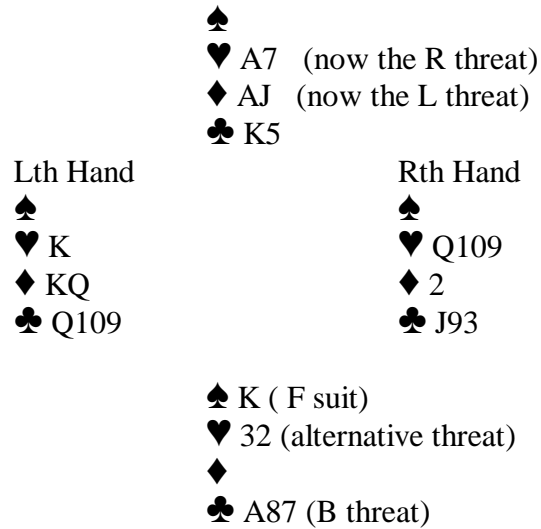 ♠
♥ A7 (now the R threat)
♦ AJ (now the L threat)
♣ K5
Lth Hand Rth Hand
♠ ♠
♥ K ♥ Q109
♦ KQ ♦ 2
♣ Q109 ♣ J93
♠ K ( F suit)
♥ 32 (alternative threat)
♦
♣ A87 (B threat)